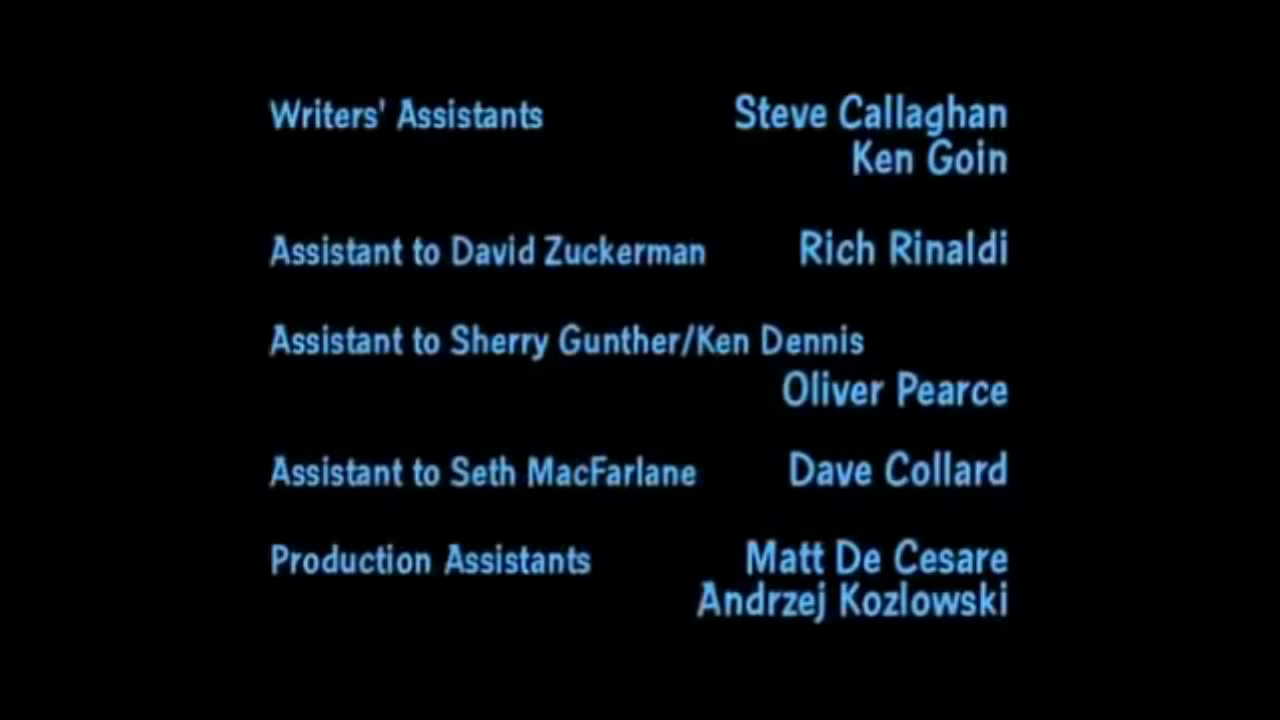 Writers' Assistants Steve Callaghan
Ken Goin
Assistant to David Zuckerman Rich Rinaldi
Assistant to Sherry Gunther/Ken Dennis
Oliver Pearce
Assistant to Seth MacFarlane Dave Collard
Production Assistants Matt De Cesare
Andrzej Kozlowski